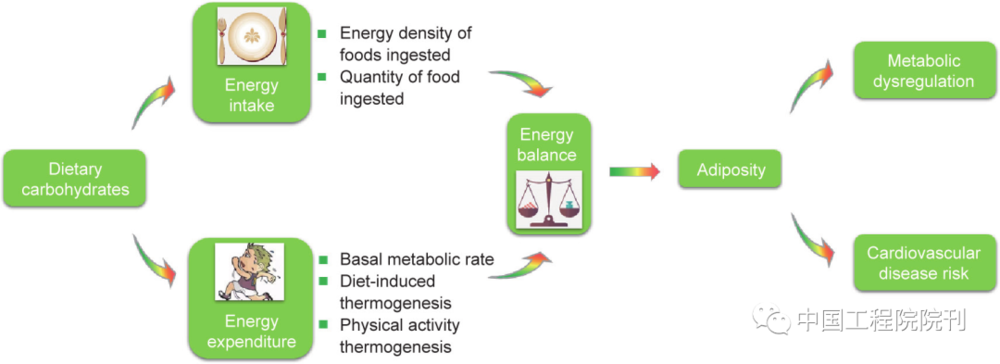 Dietary
carbohydrates
Energy
intake
Energy density of
foods ingested
Quantity of food
ingested
Energy
expenditure
Basal metabolic rate
Diet-induced
thermogenesis
Physical activity
thermogenesis
Energy
balance
Adiposity
Metabolic
dysregulation
Cardiovascular
disease risk
中国工程院院刊